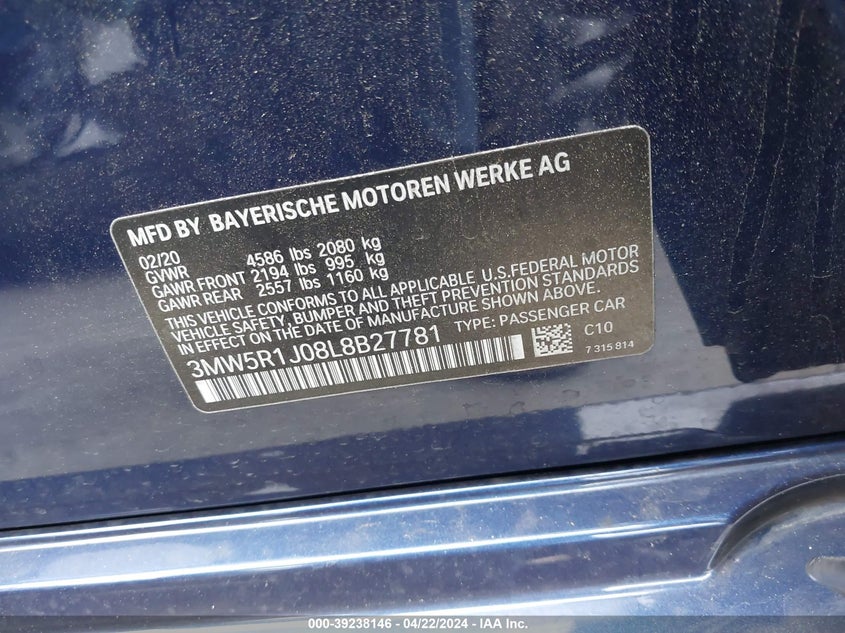 MFD BY BAYERISCHE MOTOREN WERKE AG
02/20
GVWR 4586 lbs 2080 kg
GAWR FRONT 2194 lbs 995 kg
GAWR REAR 2557 lbs 1160 kg
THIS VEHICLE CONFORMS TO ALL APPLICABLE U.S.FEDERAL MOTOR
VEHICLE SAFETY, BUMPER AND THEFT PREVENTION STANDARDS
IN EFFECT ON THE DATE OF MANUFACTURE SHOWN ABOVE.
3MW5R1J08L8B27781 TYPE: PASSENGER CAR
C10
7 315 814
000-39238146 - 04/22/2024 - IAA Inc.